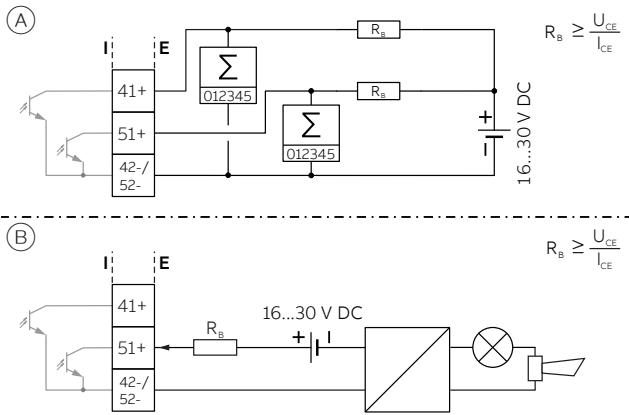 A
I E
R_B ≥ U_CE / I_CE
R_B
Σ
012345
41+
R_B
51+
Σ
012345
42-/
52-
+
I
16...30 V DC
B
I E
R_B ≥ U_CE / I_CE
41+
16...30 V DC
R_B
51+
+ I
42-/
52-